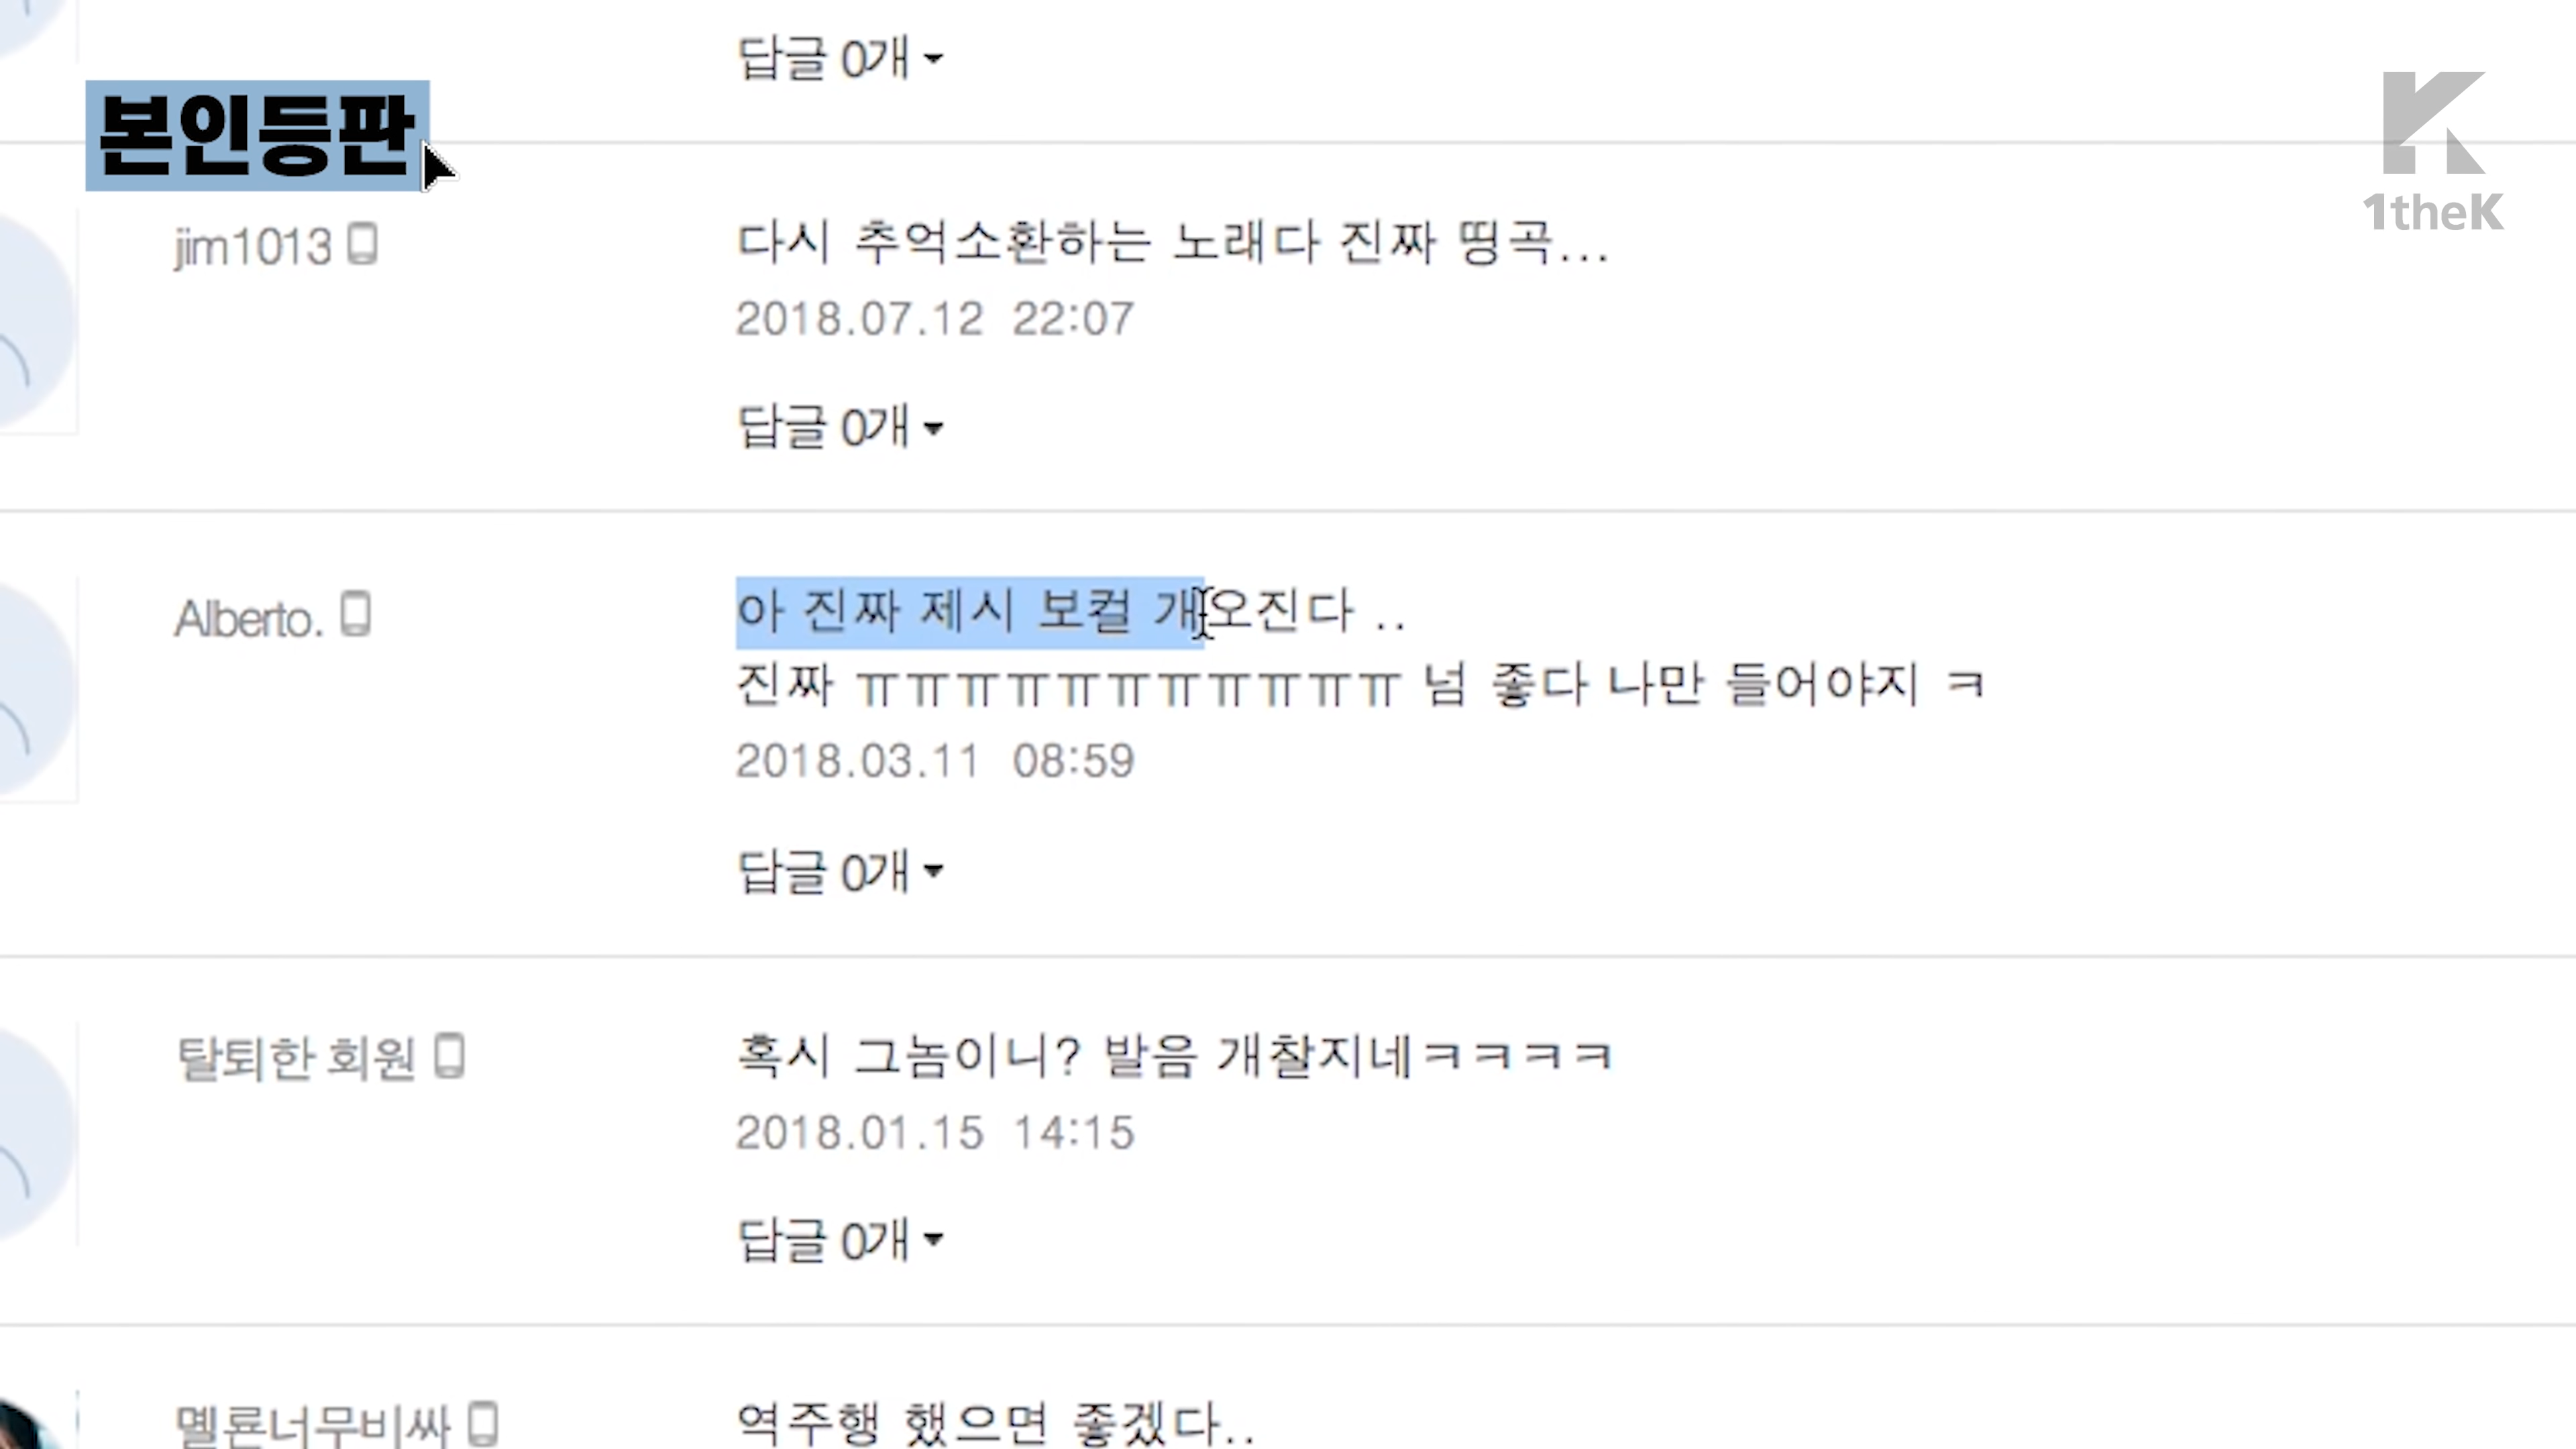 답글 0개
본인등판
1theK
jim1013
다시 추억소환하는 노래다 진짜 띵곡...
2018.07.12 22:07
답글 0개
Alberto.
아 진짜 제시 보컬 개오진다 ..
진짜 ㅠㅠㅠㅠㅠㅠㅠㅠㅠㅠㅠ 넘 좋다 나만 들어야지 ㅋ
2018.03.11 08:59
답글 0개
탈퇴한 회원
혹시 그놈이니? 발음 개찰지네ㅋㅋㅋㅋ
2018.01.15 14:15
답글 0개
멜룐너무비싸
역주행 했으면 좋겠다..